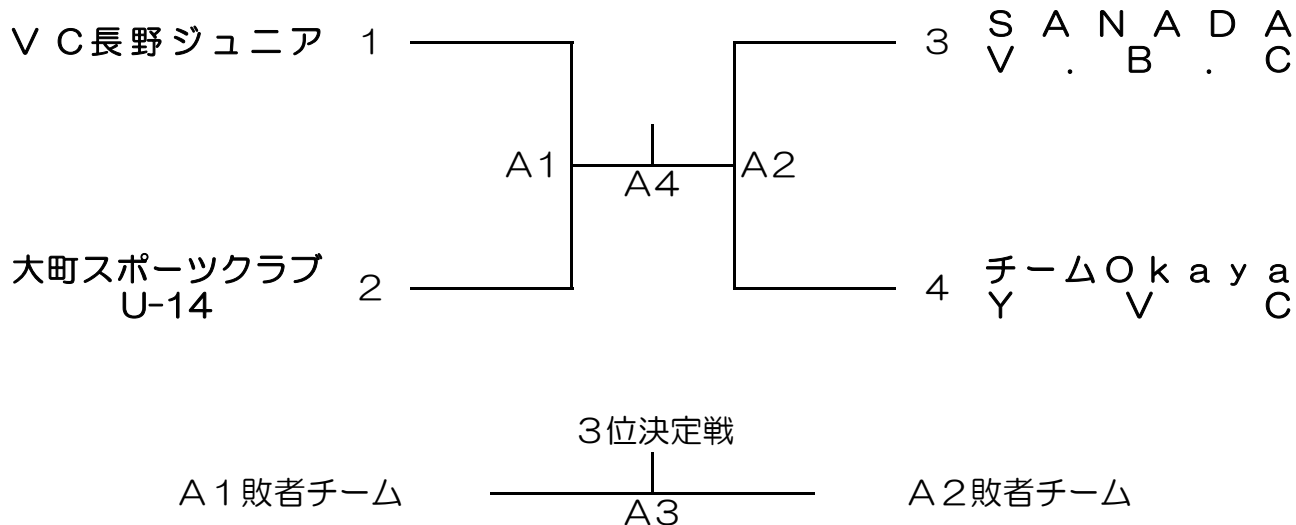 ＶＣ長野ジュニア　１
３　ＳＡＮＡＤＡ
Ｖ．Ｂ．Ｃ
Ａ１
Ａ４
Ａ２
大町スポーツクラブ　２
U-14
４　チームＯｋａｙａ
ＹＶＣ
３位決定戦
Ａ１敗者チーム
Ａ３
Ａ２敗者チーム